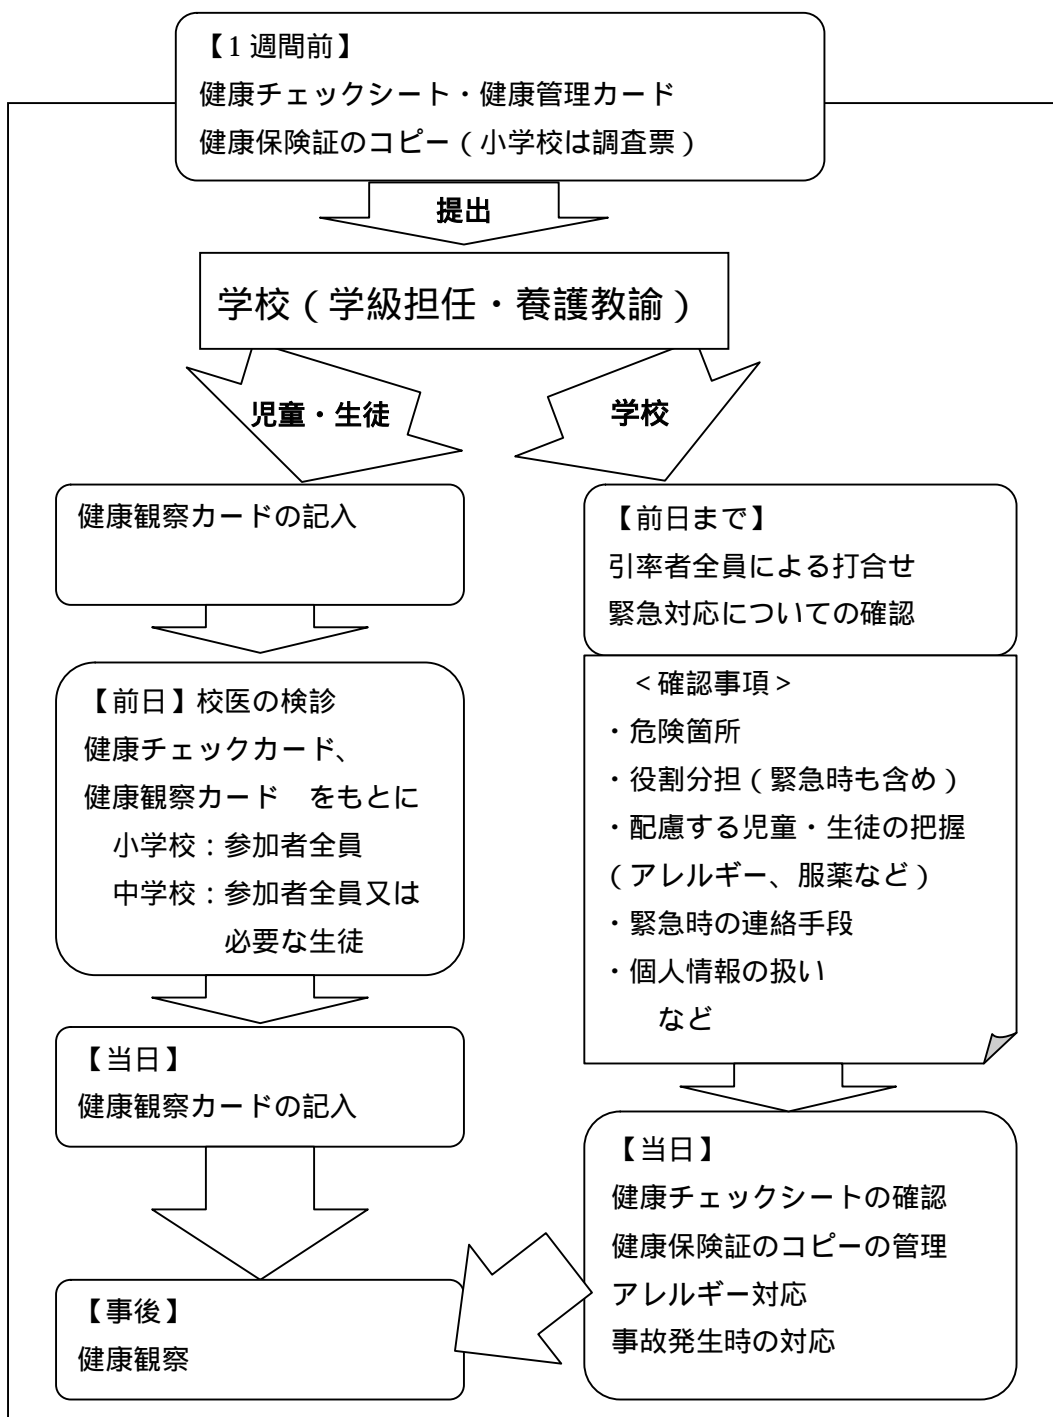 【1 週間前】
健康チェックシート・健康管理カード
健康保険証のコピー（小学校は調査票）
提出
学校（学級担任・養護教諭）
児童・生徒
学校
健康観察カードの記入
【前日】校医の検診
健康チェックカード、
健康観察カード　をもとに
小学校：参加者全員
中学校：参加者全員又は
必要な生徒
【当日】
健康観察カードの記入
【前日まで】
引率者全員による打合せ
緊急対応についての確認
＜確認事項＞
・危険箇所
・役割分担（緊急時も含め）
・配慮する児童・生徒の把握
（アレルギー、服薬など）
・緊急時の連絡手段
・個人情報の扱い
など
【当日】
健康チェックシートの確認
健康保険証のコピーの管理
アレルギー対応
事故発生時の対応
【事後】
健康観察